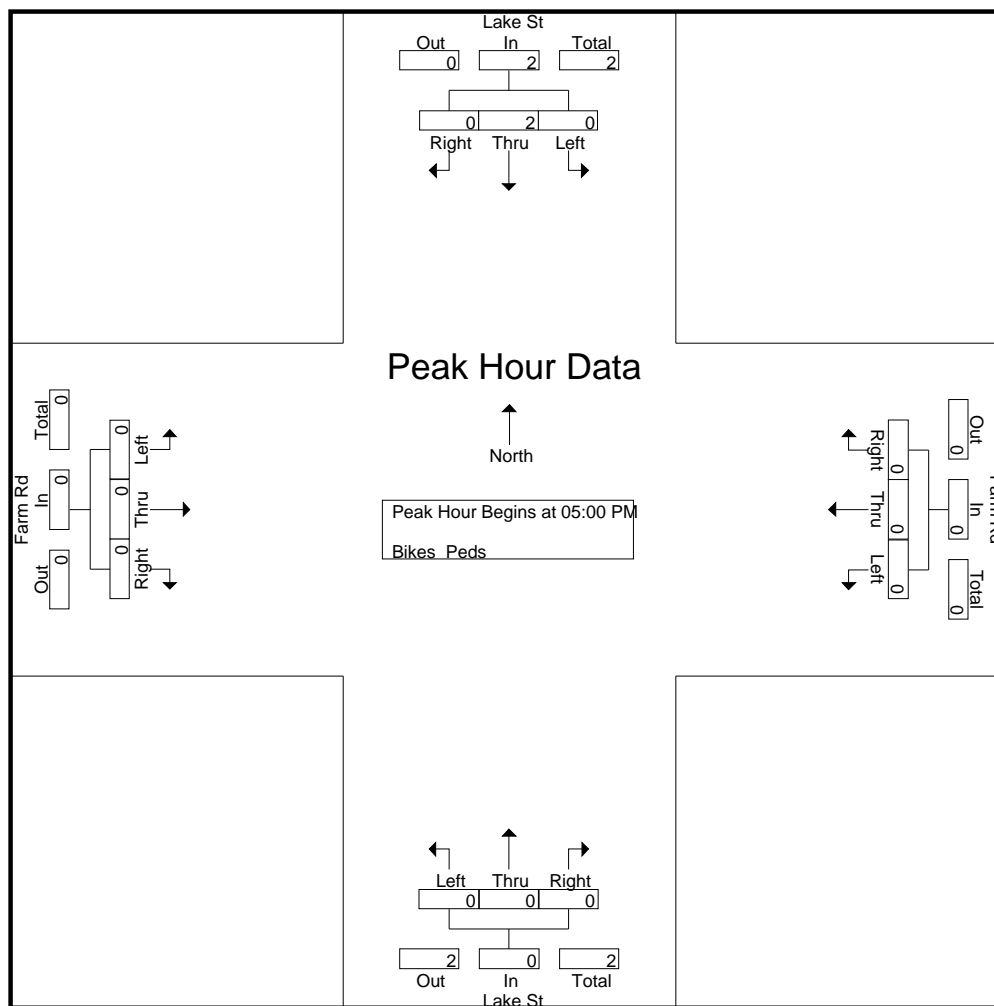 Lake St
Out In Total
0 2 2
0 2 0
Right Thru Left
Peak Hour Data
North
Peak Hour Begins at 05:00 PM
Bikes Peds
Farm Rd
Out In Total
0 0 0
Right Thru Left
0 0 0
Farm Rd
Out In Total
0 0 0
Right Thru Left
0 0 0
Left Thru Right
0 0 0
2 0 2
Out In Total
Lake St